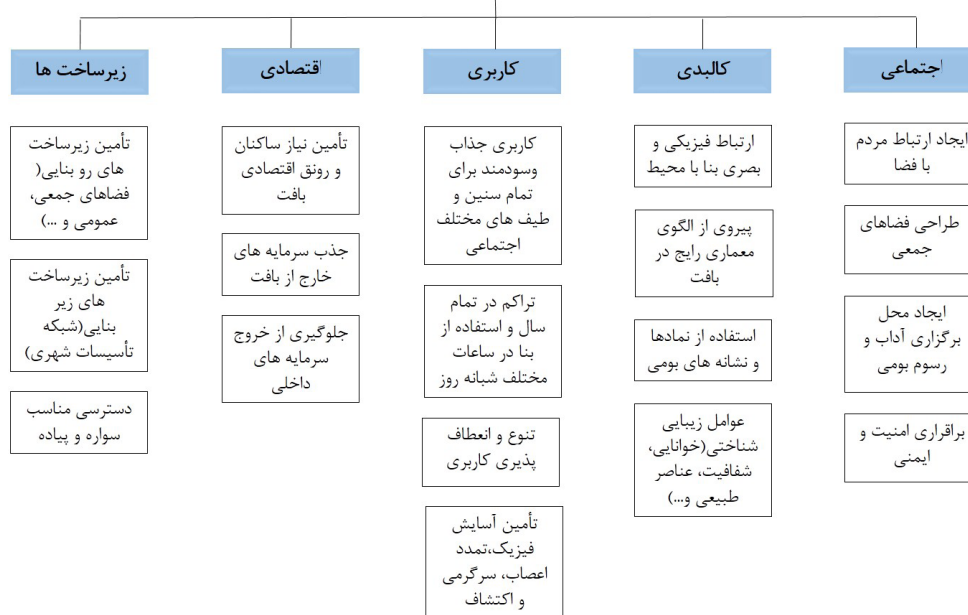 اجتماعی
ایجاد ارتباط مردم
با فضا
طراحی فضاهای
جمعی
ایجاد محل
برگزاری آداب و
رسوم بومی
براقراری امنیت و
ایمنی
کالبدی
ارتباط فیزیکی و
بصری بنا با محیط
پیروی از الگوی
معماری رایج در
بافت
استفاده از نمادها
و نشانه های بومی
عوامل زیبایی
شناختی(خوانایی،
شفافیت، عناصر
طبیعی و...)
کاربری
کاربری جذاب
وسودمند برای
تمام سنین و
طیف های مختلف
اجتماعی
تراکم در تمام
سال و استفاده از
بنا در ساعات
مختلف شبانه روز
تنوع و انعطاف
پذیری کاربری
تأمین آسایش
فیزیک،تمدد
اعصاب، سرگرمی
و اکتشاف
اقتصادی
تأمین نیاز ساکنان
و رونق اقتصادی
بافت
جذب سرمایه های
خارج از بافت
جلوگیری از خروج
سرمایه های
داخلی
زیرساخت ها
تأمین زیرساخت
های رو بنایی(
فضاهای جمعی،
عمومی و ...)
تأمین زیرساخت
های زیر
بنایی(شبکه
تأسیسات شهری)
دسترسی مناسب
سواره و پیاده